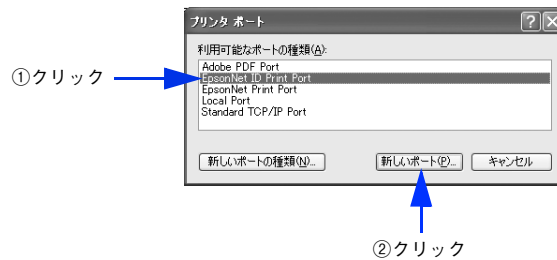 プリンタ ポート
利用可能なポートの種類(A):
Adobe PDF Port
①クリック
EpsonNet ID Print Port
EpsonNet Print Port
Local Port
Standard TCP/IP Port
新しいポートの種類(N)...
新しいポート(P)...
キャンセル
②クリック